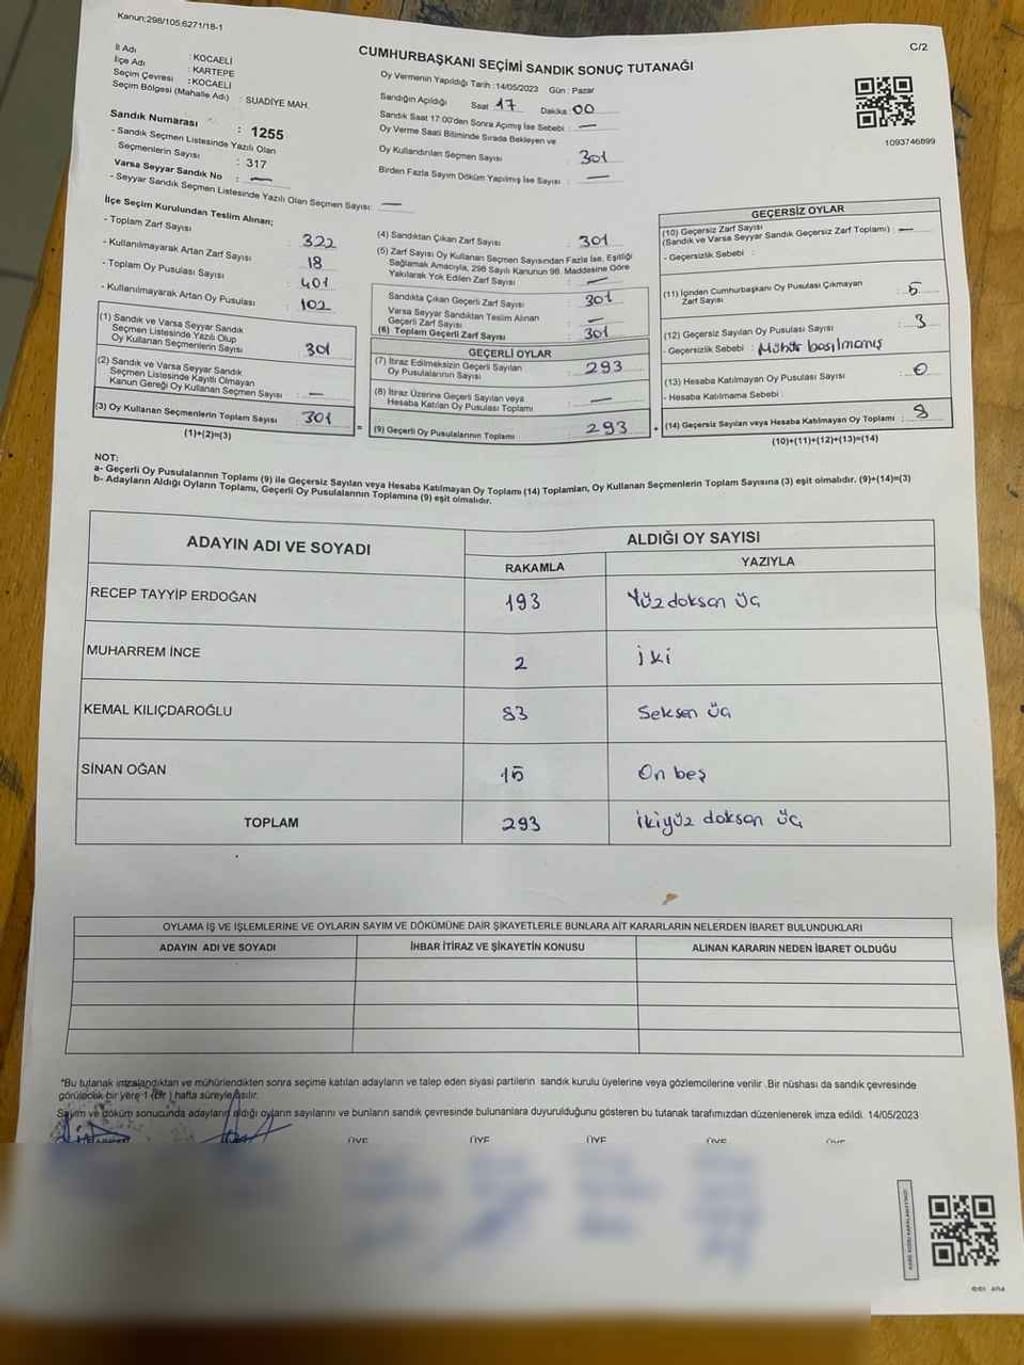 Kanun;298/105,6271/18-1
C/2
CUMHURBAŞKANI SEÇİMİ SANDIK SONUÇ TUTANAĞI
İl Adı : KOCAELİ
İlçe Adı : KARTEPE
Seçim Çevresi : KOCAELİ
Seçim Bölgesi (Mahalle Adı) : SUADİYE MAH.
Sandık Numarası : 1255
- Sandık Seçmen Listesinde Yazılı Olan
Seçmenlerin Sayısı : 317
Varsa Seyyar Sandık No : —
- Seyyar Sandık Seçmen Listesinde Yazılı Olan Seçmen Sayısı: —
Oy Vermenin Yapıldığı Tarih : 14/05/2023 Gün : Pazar
Sandığın Açıldığı Saat 17 Dakika : 00
Sandık Saat 17:00'den Sonra Açımış İse Sebebi : —
Oy Verme Saati Bitiminde Sırada Bekleyen ve
Oy Kullandırılan Seçmen Sayısı : 301
Birden Fazla Sayım Döküm Yapılmış İse Sayısı : —
1093746899
İlçe Seçim Kurulundan Teslim Alınan;
- Toplam Zarf Sayısı : 322
- Kullanılmayarak Artan Zarf Sayısı : 18
- Toplam Oy Pusulası Sayısı : 401
- Kullanılmayarak Artan Oy Pusulası : 102
(1) Sandık ve Varsa Seyyar Sandık
Seçmen Listesinde Yazılı Olup
Oy Kullanan Seçmenlerin Sayısı : 301
(2) Sandık ve Varsa Seyyar Sandık
Seçmen Listesinde Kayıtlı Olmayan
Kanun Gereği Oy Kullanan Seçmen Sayısı : —
(3) Oy Kullanan Seçmenlerin Toplam Sayısı : 301
(1)+(2)=(3)
(4) Sandıktan Çıkan Zarf Sayısı : 301
(5) Zarf Sayısı Oy Kullanan Seçmen Sayısından Fazla İse, Eşitliği
Sağlamak Amacıyla, 298 Sayılı Kanunun 98. Maddesine Göre
Yakılarak Yok Edilen Zarf Sayısı : —
Sandıkta Çıkan Geçerli Zarf Sayısı : 301
Varsa Seyyar Sandıktan Teslim Alınan
Geçerli Zarf Sayısı : —
(6) Toplam Geçerli Zarf Sayısı : 301
GEÇERLİ OYLAR
(7) İtiraz Edilmeksizin Geçerli Sayılan
Oy Pusulalarının Sayısı : 293
(8) İtiraz Üzerine Geçerli Sayılan veya
Hesaba Katılan Oy Pusulası Toplamı : —
(9) Geçerli Oy Pusulalarının Toplamı : 293
GEÇERSİZ OYLAR
(10) Geçersiz Zarf Sayısı
(Sandık ve Varsa Seyyar Sandık Geçersiz Zarf Toplamı) : —
- Geçersizlik Sebebi :
(11) İçinden Cumhurbaşkanı Oy Pusulası Çıkmayan
Zarf Sayısı : 5
(12) Geçersiz Sayılan Oy Pusulası Sayısı : 3
- Geçersizlik Sebebi : Mühür basılmamış
(13) Hesaba Katılmayan Oy Pusulası Sayısı : 0
- Hesaba Katılmama Sebebi :
(14) Geçersiz Sayılan veya Hesaba Katılmayan Oy Toplamı : 8
(10)+(11)+(12)+(13)=(14)
NOT:
a- Geçerli Oy Pusulalarının Toplamı (9) ile Geçersiz Sayılan veya Hesaba Katılmayan Oy Toplamı (14) Toplamları, Oy Kullanan Seçmenlerin Toplam Sayısına (3) eşit olmalıdır. (9)+(14)=(3)
b- Adayların Aldığı Oyların Toplamı, Geçerli Oy Pusulalarının Toplamına (9) eşit olmalıdır.
ADAYIN ADI VE SOYADI ALDIĞI OY SAYISI
RAKAMLA YAZIYLA
RECEP TAYYİP ERDOĞAN 193 Yüz doksan üç
MUHARREM İNCE 2 iki
KEMAL KILIÇDAROĞLU 83 Seksen üç
SİNAN OĞAN 15 On beş
TOPLAM 293 ikiyüz doksan üç
OYLAMA İŞ VE İŞLEMLERİNE VE OYLARIN SAYIM VE DÖKÜMÜNE DAİR ŞİKAYETLERLE BUNLARA AİT KARARLARIN NELERDEN İBARET BULUNDUKLARI
ADAYIN ADI VE SOYADI İHBAR İTİRAZ VE ŞİKAYETİN KONUSU ALINAN KARARIN NEDEN İBARET OLDUĞU
*Bu tutanak imzalandıktan ve mühürlendikten sonra seçime katılan adayların ve talep eden siyasi partilerin sandık kurulu üyelerine veya gözlemcilerine verilir .Bir nüshası da sandık çevresinde
görülecek bir yere 1 (bir ) hafta süreyle asılır.
Sayım ve döküm sonucunda adayların aldığı oyların sayılarını ve bunların sandık çevresinde bulunanlara duyurulduğunu gösteren bu tutanak tarafımızdan düzenlenerek imza edildi. 14/05/2023
ÜYE ÜYE ÜYE ÜYE ÜYE